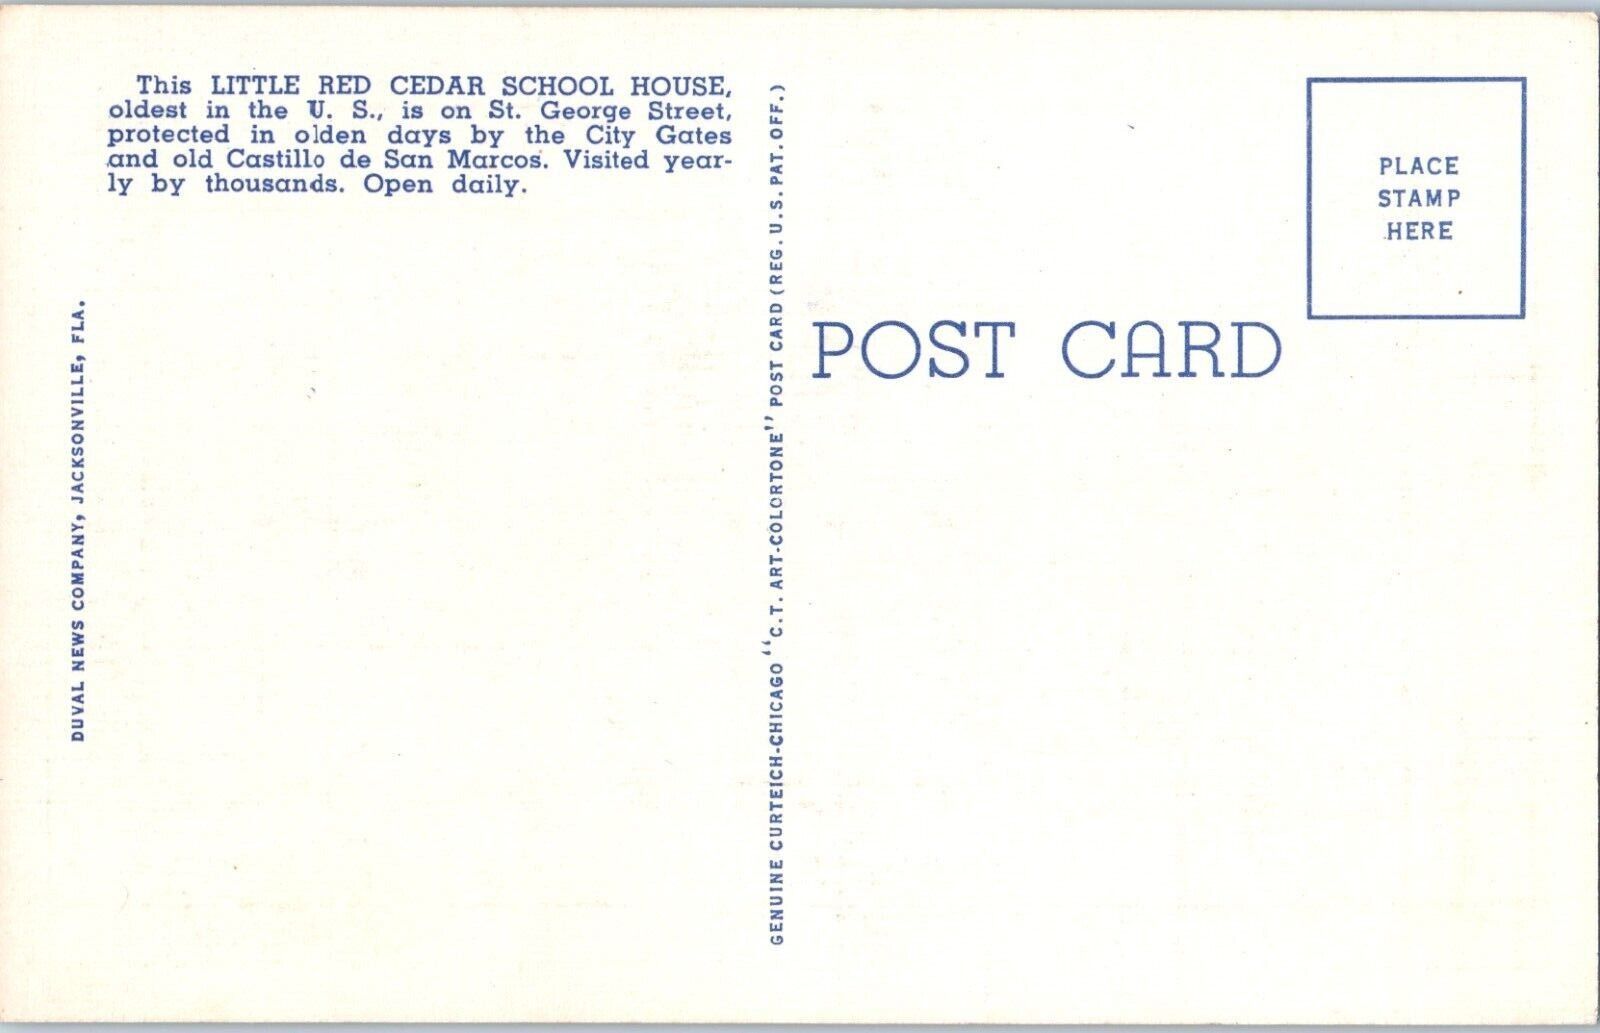 This LITTLE RED CEDAR SCHOOL HOUSE,
oldest in the U. S., is on St. George Street,
protected in olden days by the City Gates
and old Castillo de San Marcos. Visited year-
ly by thousands. Open daily.
DUVAL NEWS COMPANY, JACKSONVILLE, FLA.
GENUINE CURTEICH-CHICAGO "C.T. ART-COLORTONE" POST CARD (REG. U.S. PAT. OFF.)
POST CARD
PLACE
STAMP
HERE